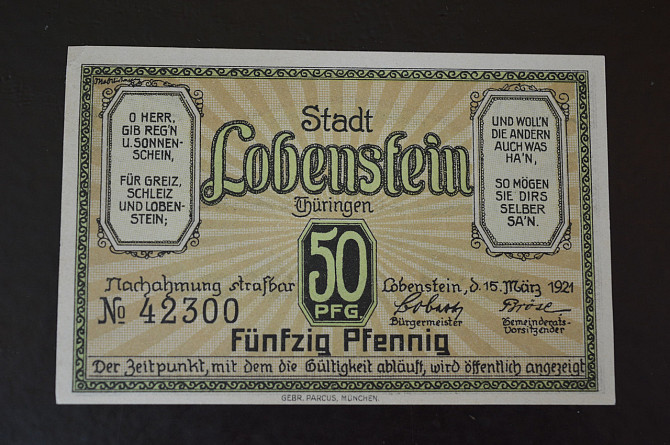 O HERR,
GIB REG'N
U. SONNEN-
SCHEIN,
FÜR GREIZ,
SCHLEIZ
UND LOBEN-
STEIN;
Stadt
Lobenstein
Thüringen
50
PFG
UND WOLL'N
DIE ANDERN
AUCH WAS
HA'N,
SO MÖGEN
SIE DIRS
SELBER
SA'N.
Nachahmung strafbar
№ 42300
Lobenstein, d. 15. März 1921
Bürgermeister
Gemeinderats-
Vorsitzender
Fünfzig Pfennig
Der Zeitpunkt, mit dem die Gültigkeit abläuft, wird öffentlich angezeigt
GEBR. PARCUS, MÜNCHEN.